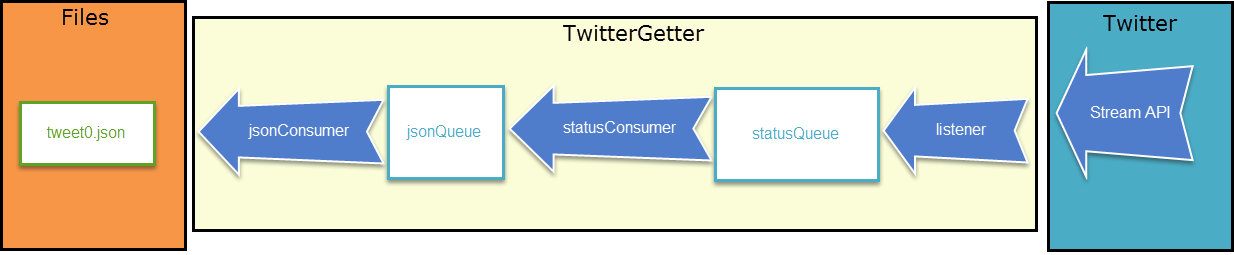 Files
TwitterGetter
Twitter
tweet0.json
jsonConsumer
jsonQueue
statusConsumer
statusQueue
listener
Stream API